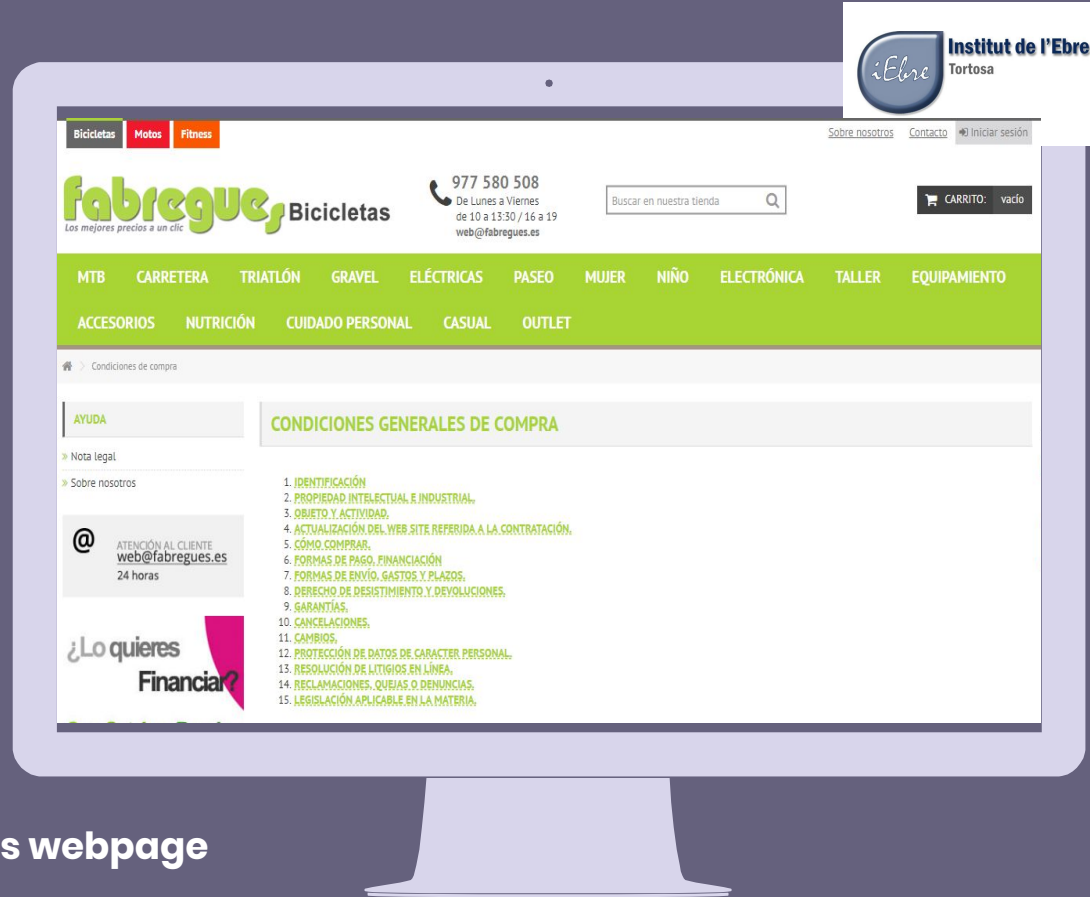 iEbre
Institut de l'Ebre
Tortosa
Bicicletas Motos Fitness
Sobre nosotros Contacto Iniciar sesión
fabregues Bicicletas
Los mejores precios a un clic
977 580 508
De Lunes a Viernes
de 10 a 13:30 / 16 a 19
web@fabregues.es
Buscar en nuestra tienda
CARRITO: vacío
MTB CARRETERA TRIATLÓN GRAVEL ELÉCTRICAS PASEO MUJER NIÑO ELECTRÓNICA TALLER EQUIPAMIENTO
ACCESORIOS NUTRICIÓN CUIDADO PERSONAL CASUAL OUTLET
> Condiciones de compra
AYUDA
» Nota legal
» Sobre nosotros
@ ATENCIÓN AL CLIENTE
web@fabregues.es
24 horas
¿Lo quieres
Financiar?
CONDICIONES GENERALES DE COMPRA
1. IDENTIFICACIÓN
2. PROPIEDAD INTELECTUAL E INDUSTRIAL.
3. OBJETO Y ACTIVIDAD.
4. ACTUALIZACIÓN DEL WEB SITE REFERIDA A LA CONTRATACIÓN.
5. CÓMO COMPRAR.
6. FORMAS DE PAGO, FINANCIACIÓN
7. FORMAS DE ENVÍO, GASTOS Y PLAZOS.
8. DERECHO DE DESISTIMIENTO Y DEVOLUCIONES.
9. GARANTÍAS.
10. CANCELACIONES.
11. CAMBIOS.
12. PROTECCIÓN DE DATOS DE CARACTER PERSONAL.
13. RESOLUCIÓN DE LITIGIOS EN LÍNEA.
14. RECLAMACIONES, QUEJAS O DENUNCIAS.
15. LEGISLACIÓN APLICABLE EN LA MATERIA.
s webpage